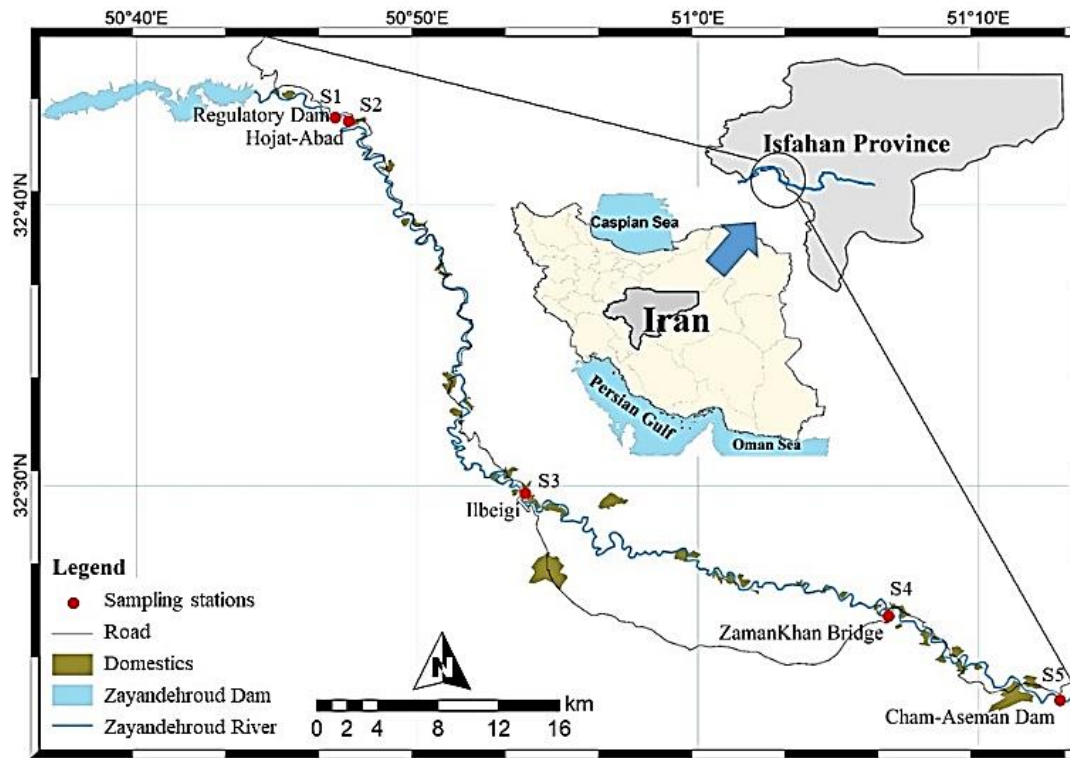 50°40'E 50°50'E 51°0'E 51°10'E
S1
S2
Regulatory Dam
Hojat-Abad
Isfahan Province
32°40'N
Caspian Sea
Iran
Persian Gulf
Oman Sea
32°30'N
S3
Ilbeigi
Legend
Sampling stations
Road
Domestics
Zayandehroud Dam
Zayandehroud River
N
0 2 4 8 12 16
km
S4
ZamanKhan Bridge
S5
Cham-Aseman Dam